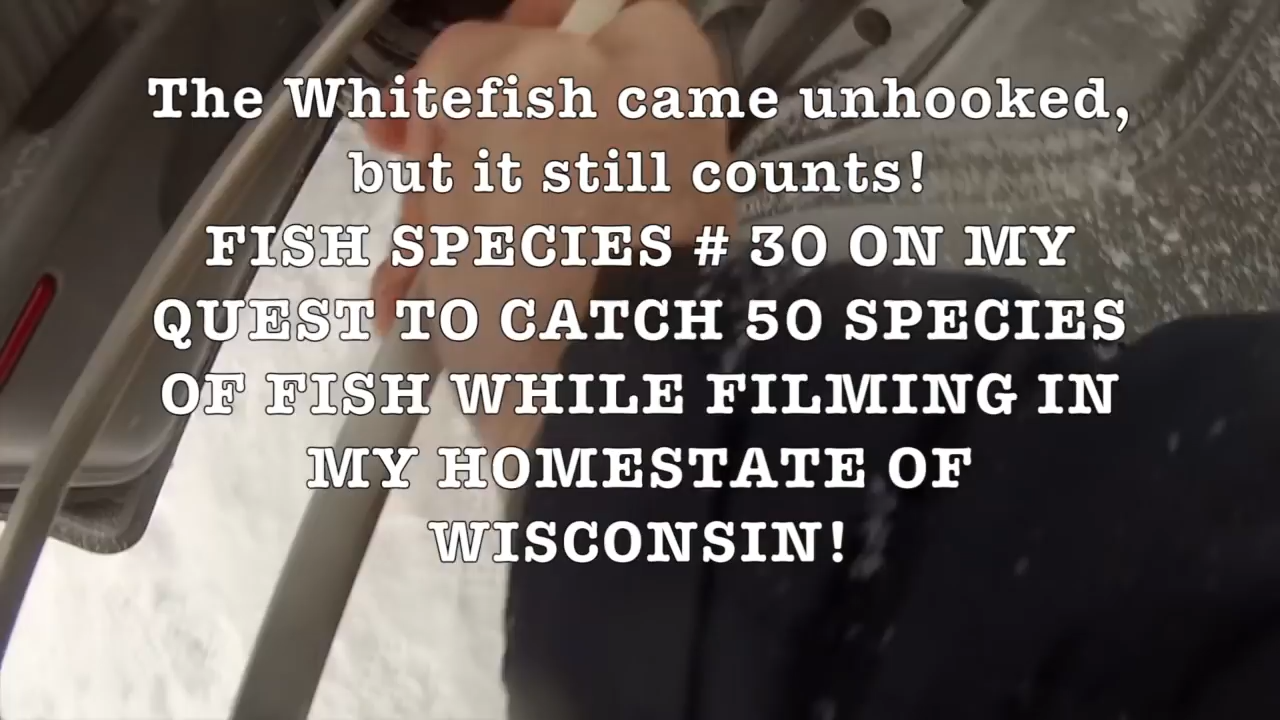 The Whitefish came unhooked,
but it still counts!
FISH SPECIES # 30 ON MY
QUEST TO CATCH 50 SPECIES
OF FISH WHILE FILMING IN
MY HOMESTATE OF
WISCONSIN!